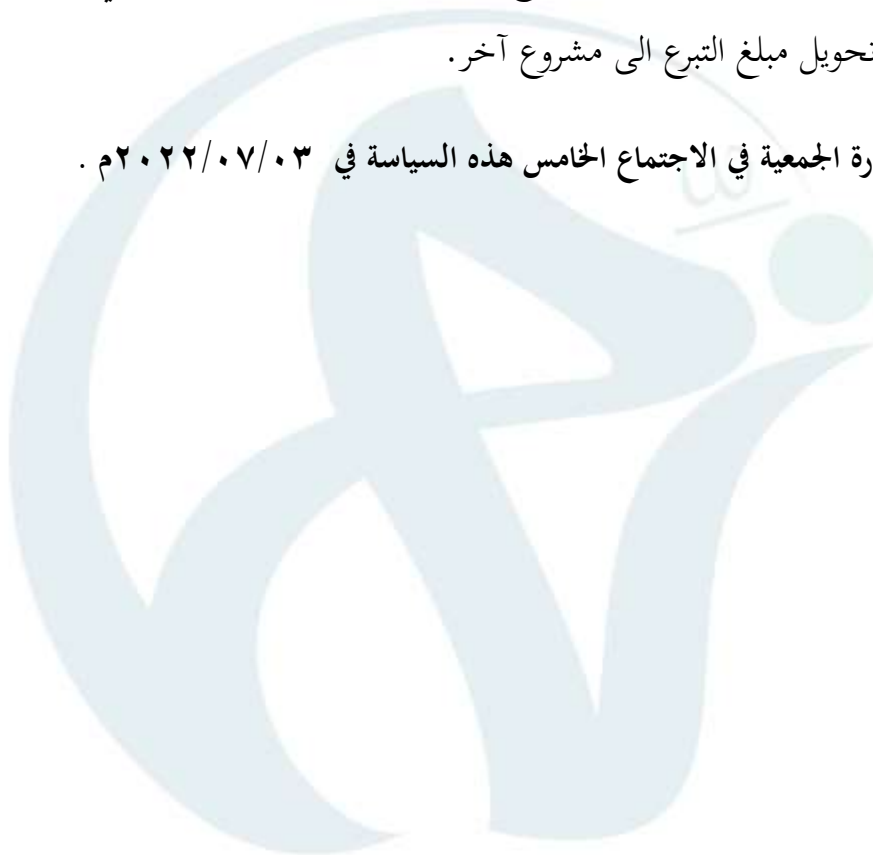 تحويل مبلغ التبرع الى مشروع آخر.
رة الجمعية في الاجتماع الخامس هذه السياسة في ٢٠٢٢/٠٧/٠٣م .